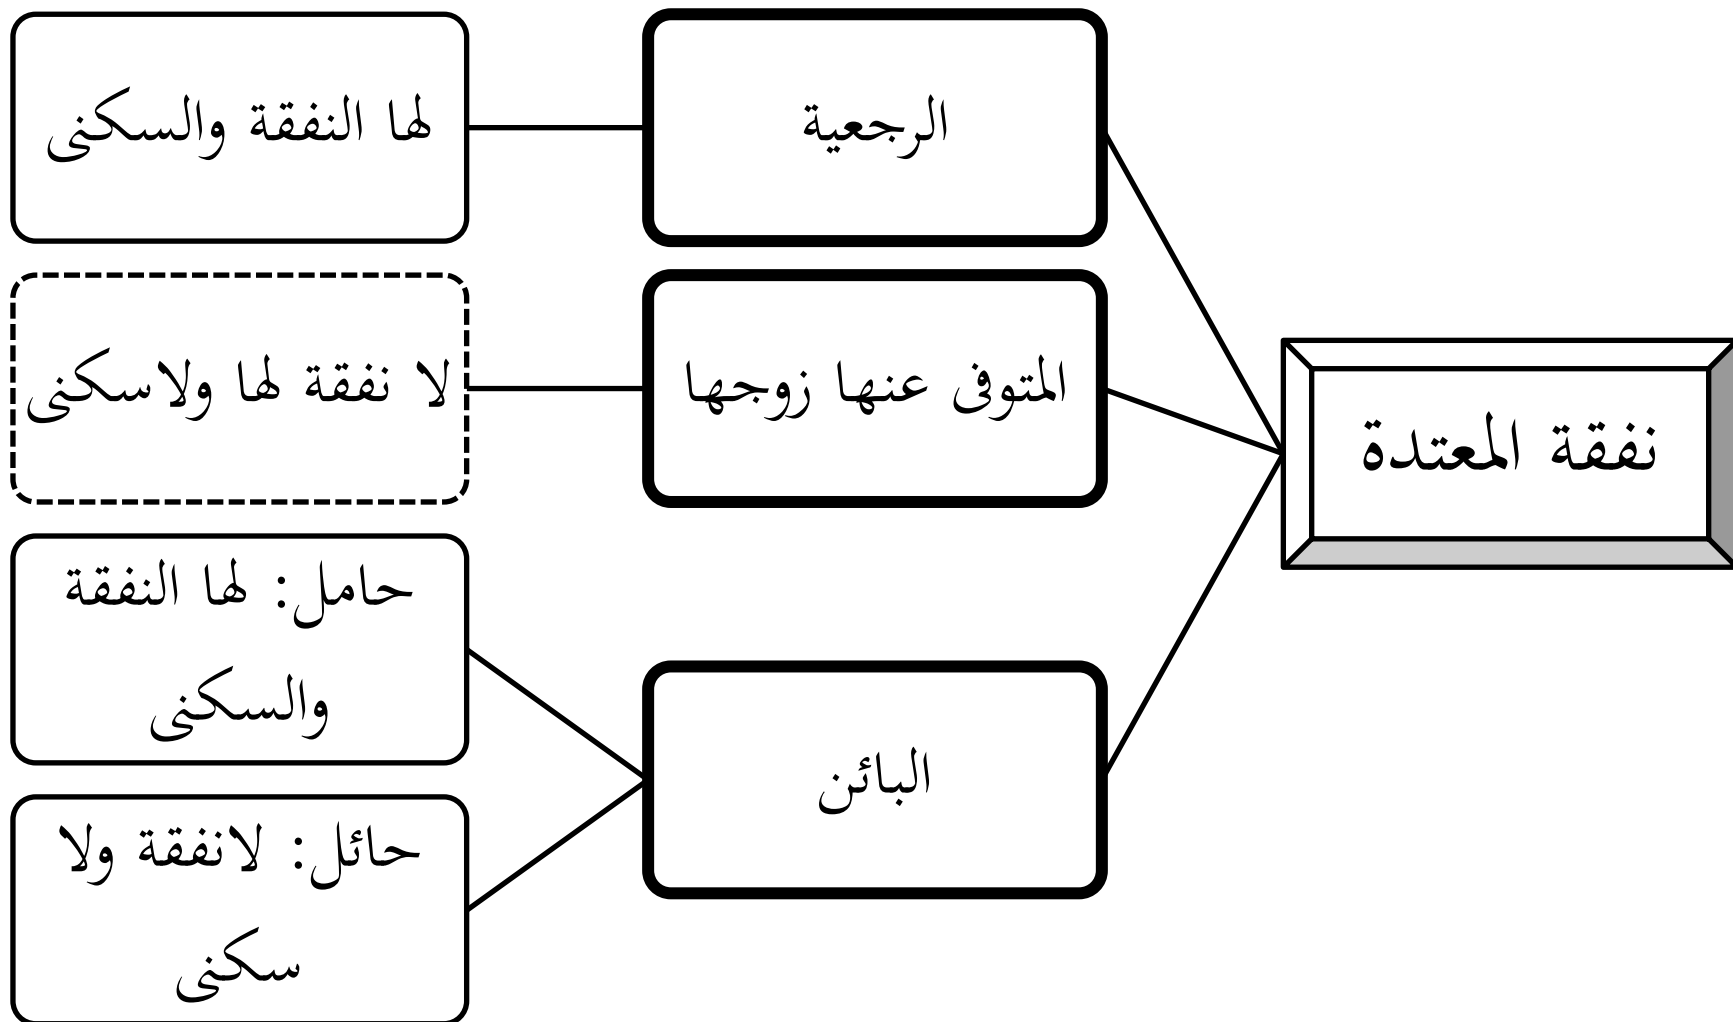 نفقة المعتدة
الرجعية
لها النفقة والسكنى
المتوفى عنها زوجها
لا نفقة لها ولاسكنى
البائن
حامل: لها النفقة
والسكنى
حائل: لانفقة ولا
سكنى